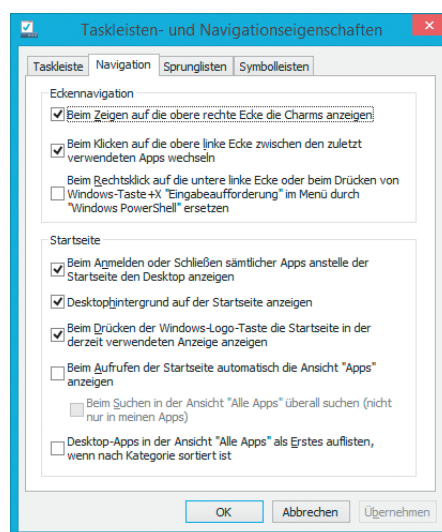 Taskleisten- und Navigationseigenschaften
Taskleiste Navigation Sprunglisten Symbolleisten
Eckennavigation
Beim Zeigen auf die obere rechte Ecke die Charms anzeigen
Beim Klicken auf die obere linke Ecke zwischen den zuletzt
verwendeten Apps wechseln
Beim Rechtsklick auf die untere linke Ecke oder beim Drücken von
Windows-Taste+X "Eingabeaufforderung" im Menü durch
"Windows PowerShell" ersetzen
Startseite
Beim Anmelden oder Schließen sämtlicher Apps anstelle der
Startseite den Desktop anzeigen
Desktophintergrund auf der Startseite anzeigen
Beim Drücken der Windows-Logo-Taste die Startseite in der
derzeit verwendeten Anzeige anzeigen
Beim Aufrufen der Startseite automatisch die Ansicht "Apps"
anzeigen
Beim Suchen in der Ansicht "Alle Apps" überall suchen (nicht
nur in meinen Apps)
Desktop-Apps in der Ansicht "Alle Apps" als Erstes auflisten,
wenn nach Kategorie sortiert ist
OK Abbrechen Übernehmen